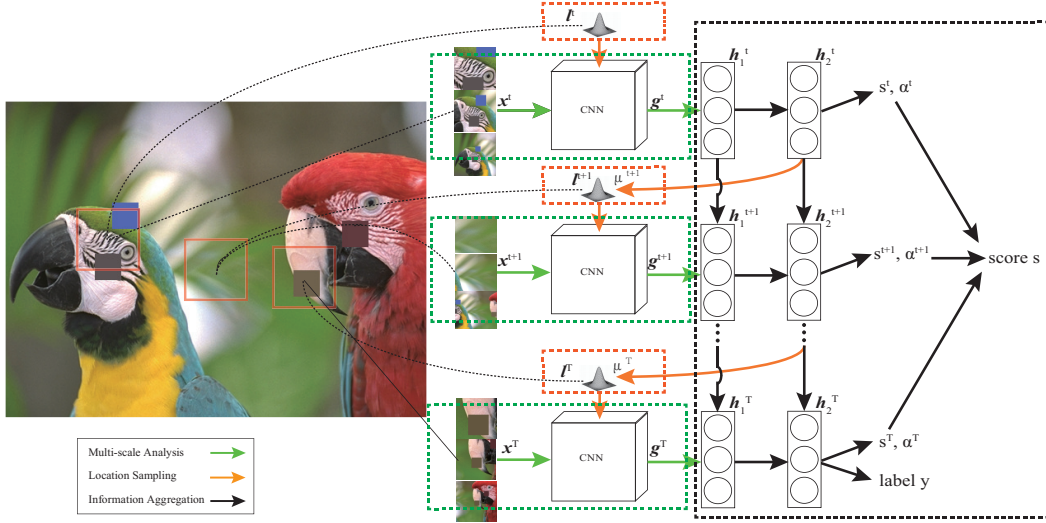 l^t
h_1^t
h_2^t
x^t
CNN
g^t
s^t, α^t
l^t+1
μ^t+1
h_1^t+1
h_2^t+1
x^t+1
CNN
g^t+1
s^t+1, α^t+1
score s
l^T
μ^T
h_1^T
h_2^T
x^T
CNN
g^T
s^T, α^T
label y
Multi-scale Analysis
Location Sampling
Information Aggregation